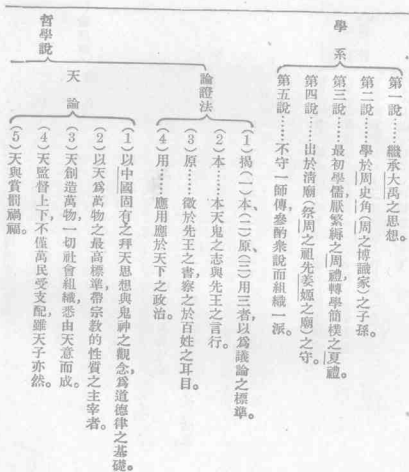 學系
第一說……繼承大禹之思想。
第二說……學於周史角（周之博識家）之子孫。
第三說……最初學儒厭繁縟之周禮，轉學簡樸之夏禮。
第四說……出於清廟（祭周之祖先姜嫄之廟）之守。
第五說……不守一師傳，參酌衆說而組織一派。
哲學說
論證法
（1）揭（一）本，（二）原，（三）用三者，以爲議論之標準。
（2）本……本天鬼之志與先王之言行。
（3）原……徵於先王之書，察之於百姓之耳目。
（4）用……應用應於天下之政治。
天論
（1）以中國固有之拜天思想與鬼神之觀念，爲道德律之基礎。
（2）以天爲萬物之最高標準，帶宗教的性質之主宰者。
（3）天創造萬物，一切社會組織，悉由天意而成。
（4）天監督上下，不僅萬民受支配，雖天子亦然。
（5）天與賞罰禍福。